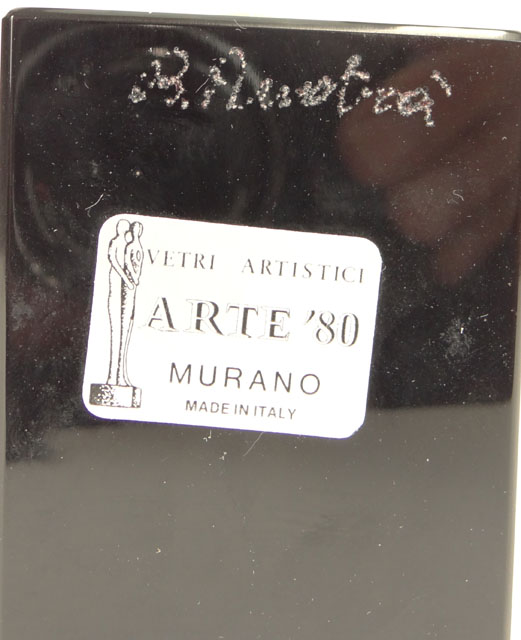 VETRI ARTISTICI
ARTE '80
MURANO
MADE IN ITALY